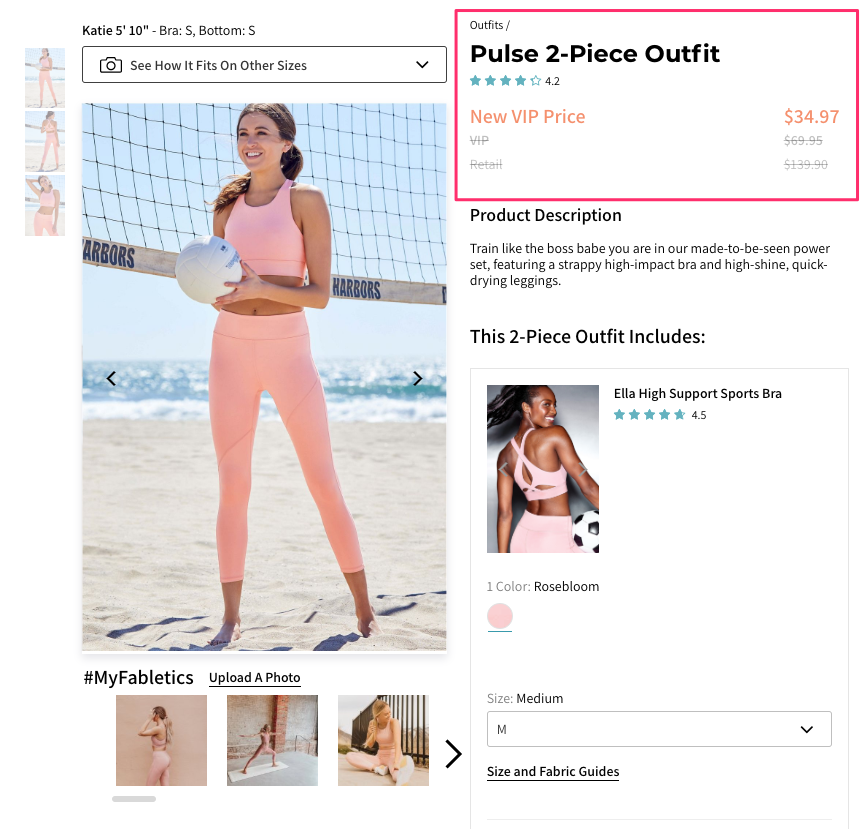 Katie 5' 10" - Bra: S, Bottom: S
See How It Fits On Other Sizes
ARBORS
HARBORS
#MyFabletics Upload A Photo
Outfits /
Pulse 2-Piece Outfit
4.2
New VIP Price $34.97
VIP $69.95
Retail $139.90
Product Description
Train like the boss babe you are in our made-to-be-seen power
set, featuring a strappy high-impact bra and high-shine, quick-
drying leggings.
This 2-Piece Outfit Includes:
Ella High Support Sports Bra
4.5
1 Color: Rosebloom
Size: Medium
M
Size and Fabric Guides